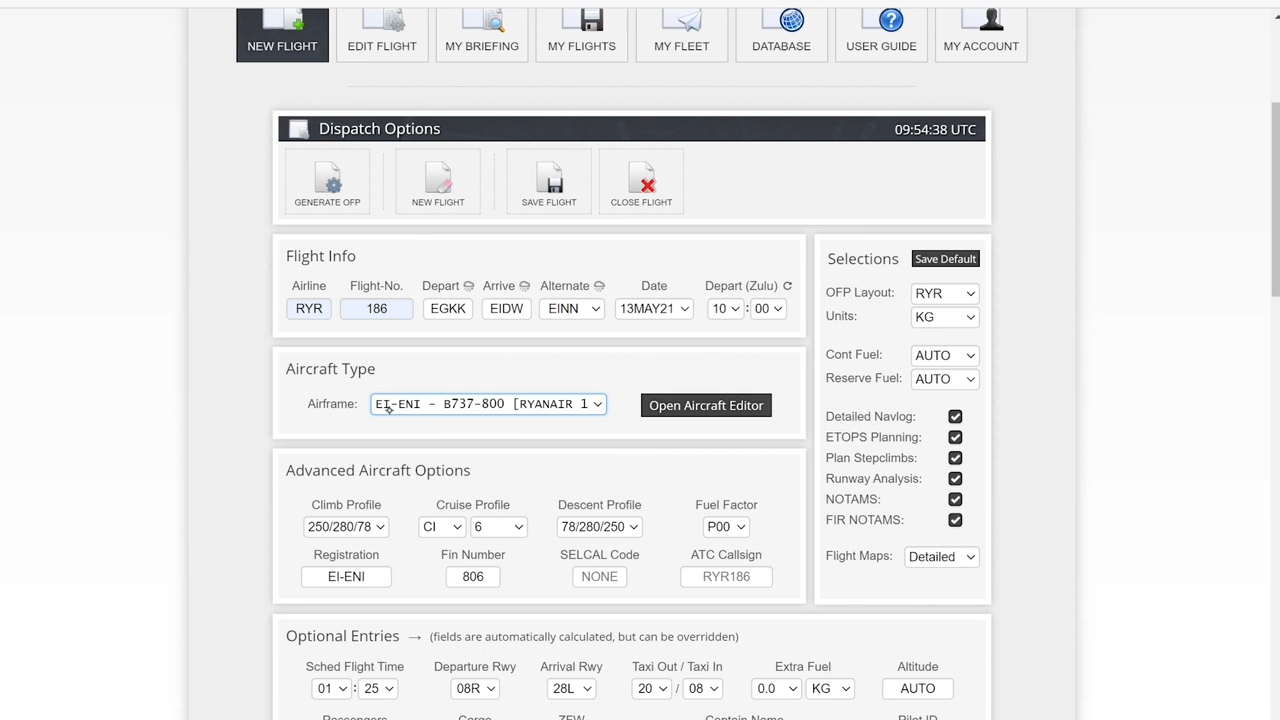 NEW FLIGHT EDIT FLIGHT MY BRIEFING MY FLIGHTS MY FLEET DATABASE USER GUIDE MY ACCOUNT
Dispatch Options 09:54:38 UTC
GENERATE OFP NEW FLIGHT SAVE FLIGHT CLOSE FLIGHT
Flight Info
Airline Flight-No. Depart Arrive Alternate Date Depart (Zulu)
RYR 186 EGKK EIDW EINN 13MAY21 10 : 00
Aircraft Type
Airframe: EI-ENI - B737-800 [RYANAIR 1 Open Aircraft Editor
Advanced Aircraft Options
Climb Profile Cruise Profile Descent Profile Fuel Factor
250/280/78 CI 6 78/280/250 P00
Registration Fin Number SELCAL Code ATC Callsign
EI-ENI 806 NONE RYR186
Selections Save Default
OFP Layout: RYR
Units: KG
Cont Fuel: AUTO
Reserve Fuel: AUTO
Detailed Navlog:
ETOPS Planning:
Plan Stepclimbs:
Runway Analysis:
NOTAMS:
FIR NOTAMS:
Flight Maps: Detailed
Optional Entries → (fields are automatically calculated, but can be overridden)
Sched Flight Time Departure Rwy Arrival Rwy Taxi Out / Taxi In Extra Fuel Altitude
01 : 25 08R 28L 20 / 08 0.0 KG AUTO
Passengers Cargo ZFW Captain Name Pilot ID